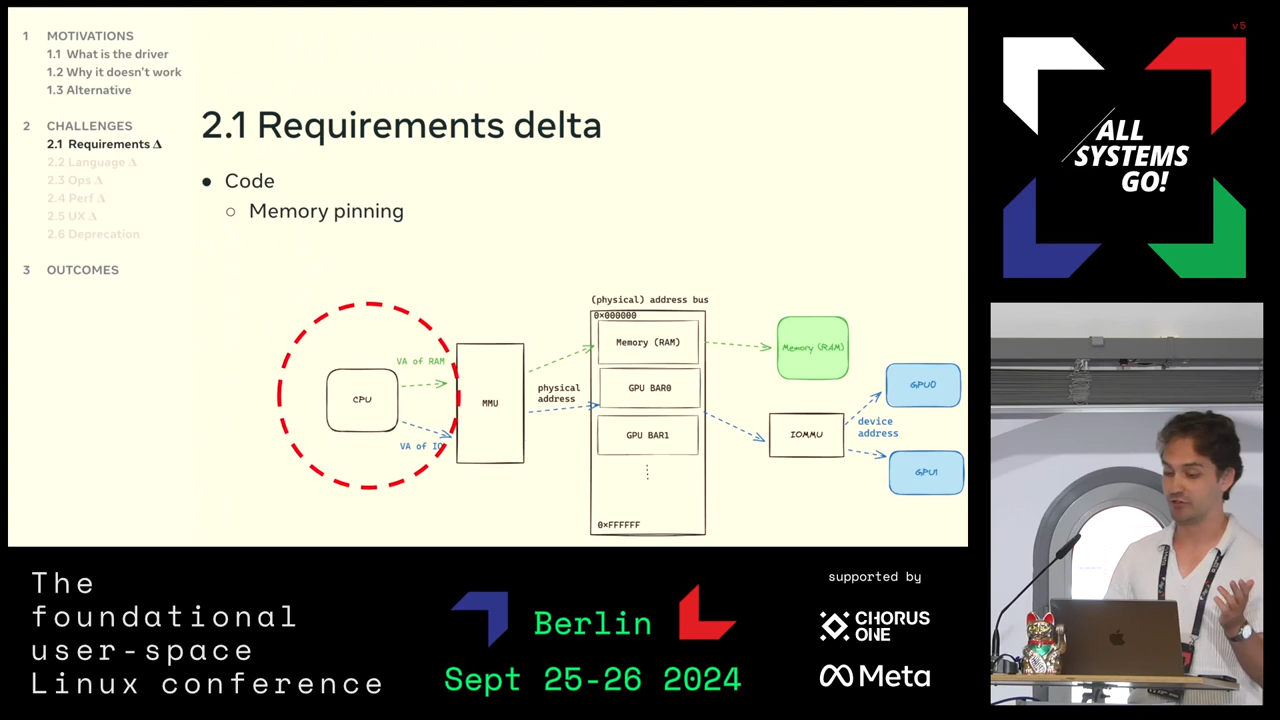 1 MOTIVATIONS
1.1 What is the driver
1.2 Why it doesn't work
1.3 Alternative
2 CHALLENGES
2.1 Requirements Δ
2.2 Language Δ
2.3 Ops Δ
2.4 Perf Δ
2.5 UX Δ
2.6 Deprecation
3 OUTCOMES
2.1 Requirements delta
● Code
○ Memory pinning
CPU
VA of RAM
VA of IO
MMU
physical
address
(physical) address bus
0×000000
Memory (RAM)
GPU BAR0
GPU BAR1
0×FFFFFF
Memory (RAM)
IOMMU
device
address
GPU0
GPU1
v5
ALL
SYSTEMS
GO!
The
foundational
user-space
Linux conference
Berlin
Sept 25-26 2024
supported by
CHORUS
ONE
Meta